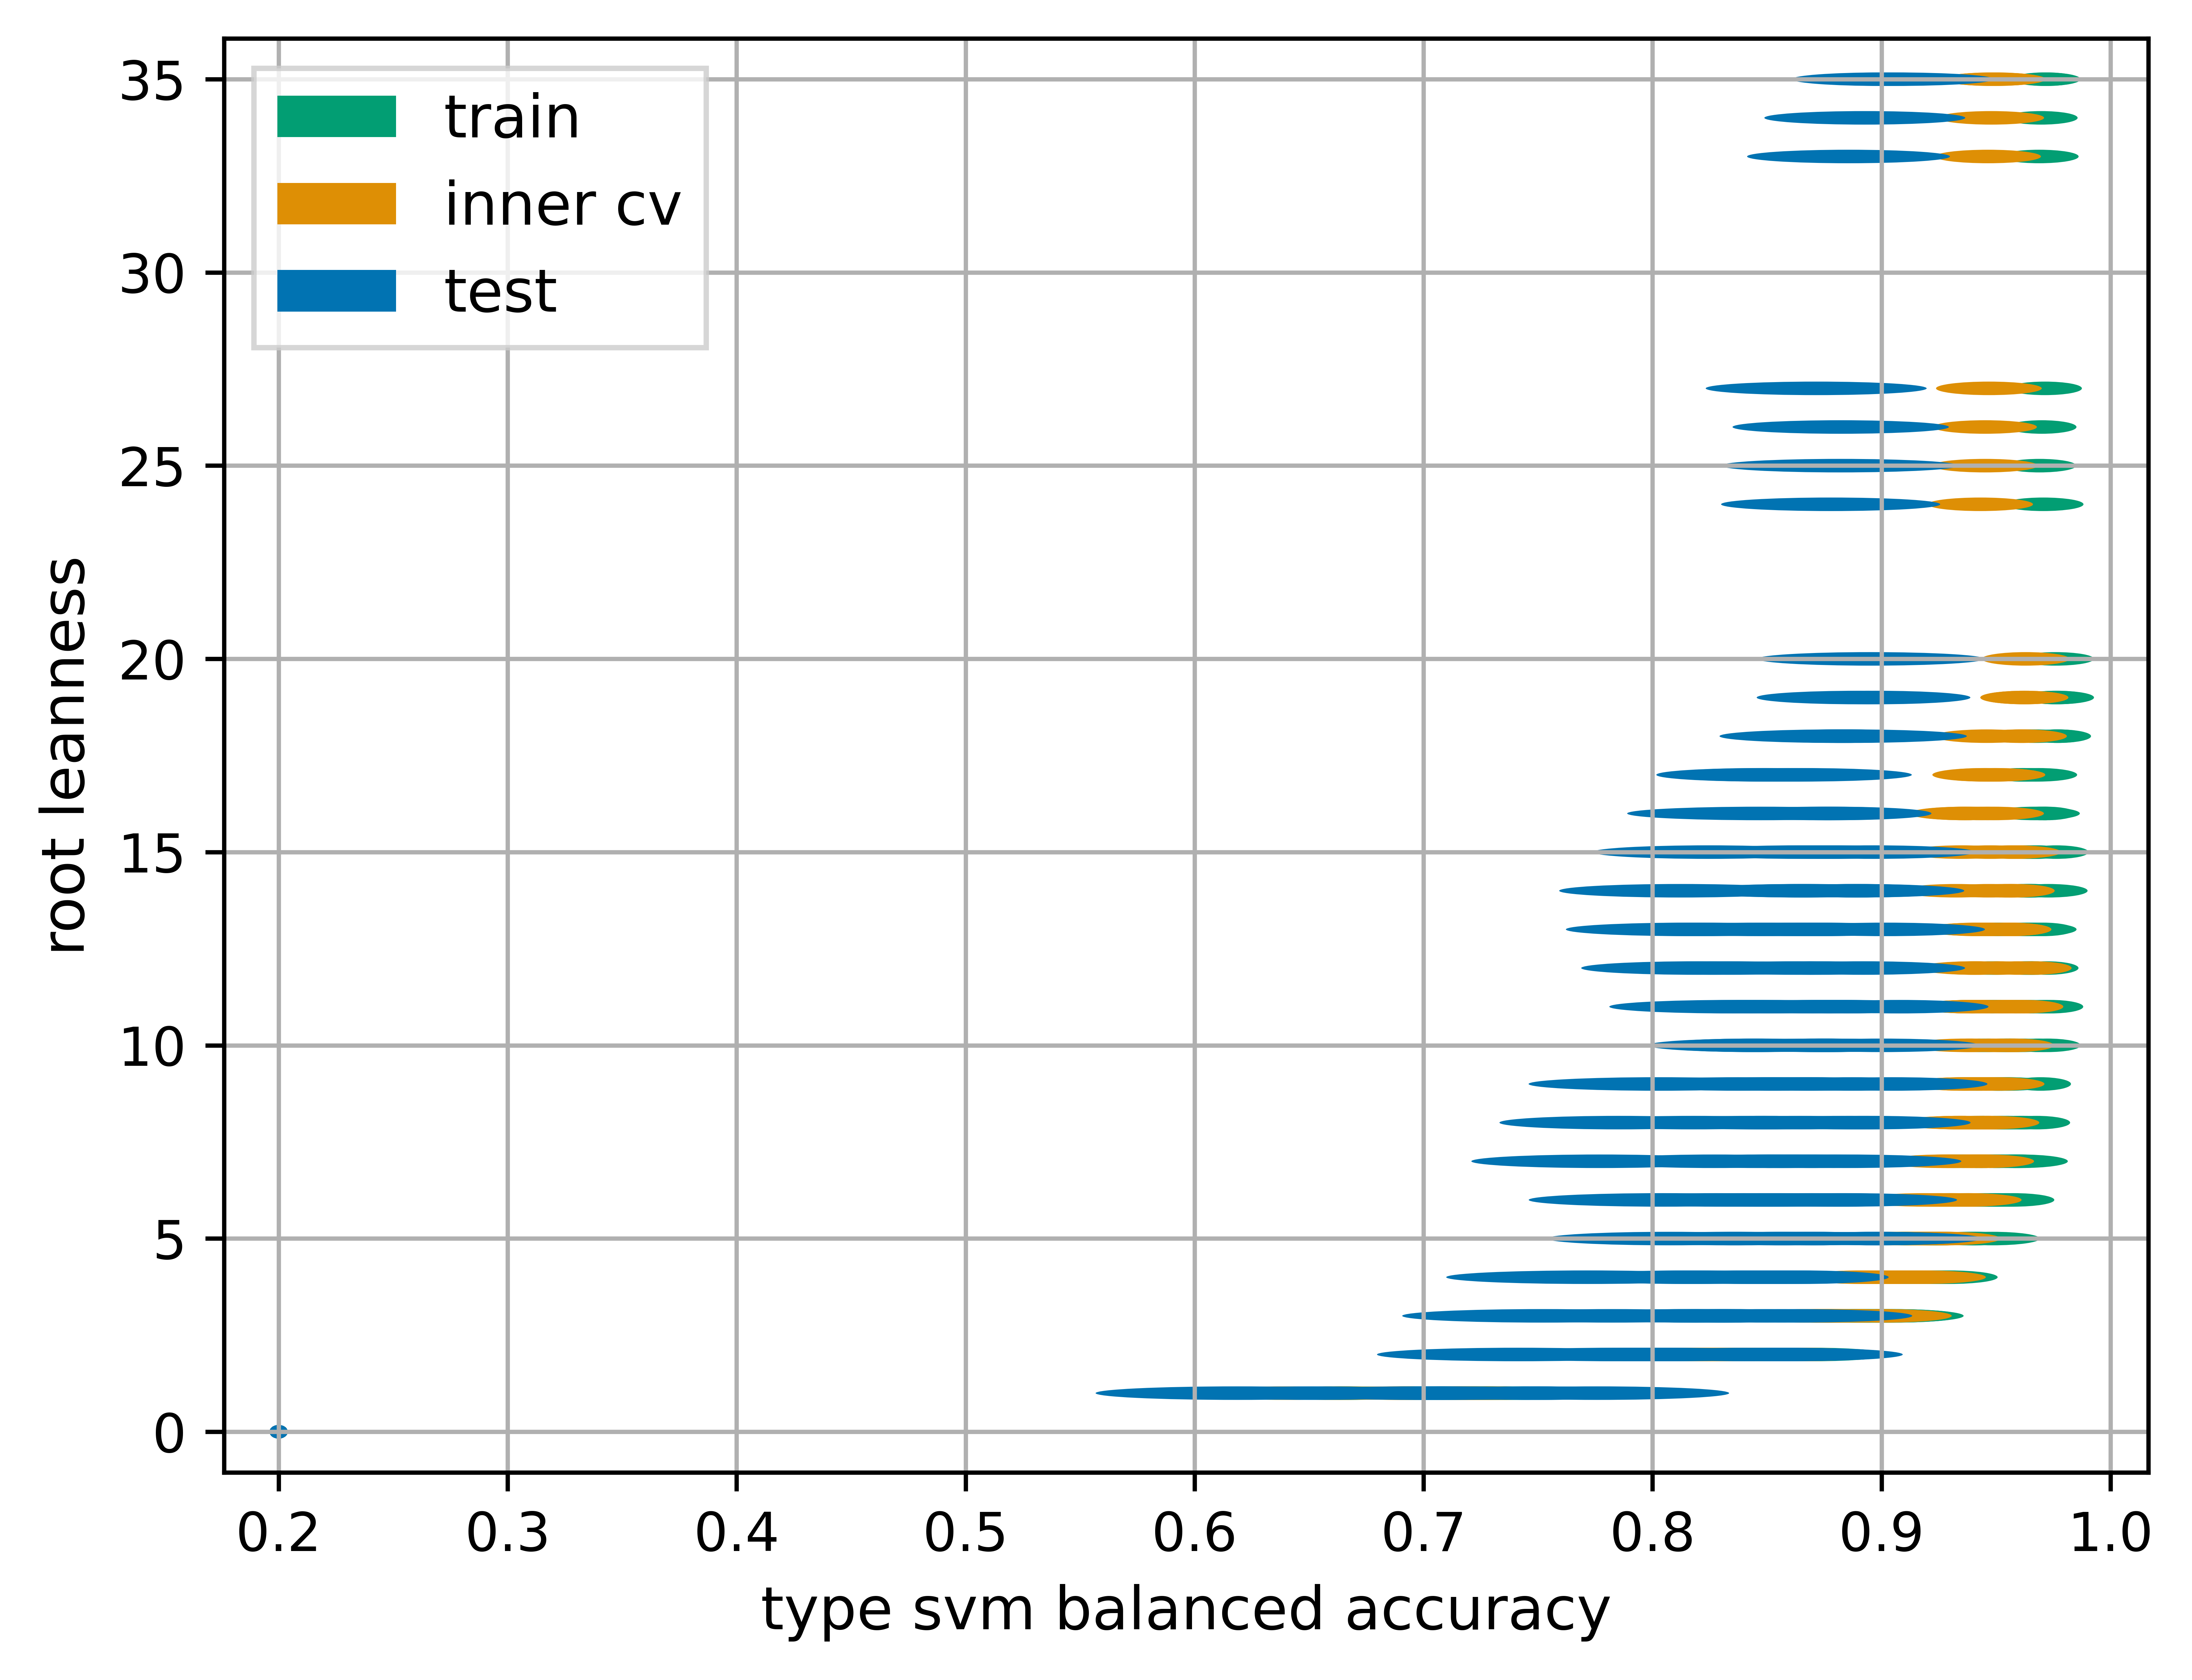 train
inner cv
test
35
30
25
20
15
10
5
0
root leanness
0.2 0.3 0.4 0.5 0.6 0.7 0.8 0.9 1.0
type svm balanced accuracy